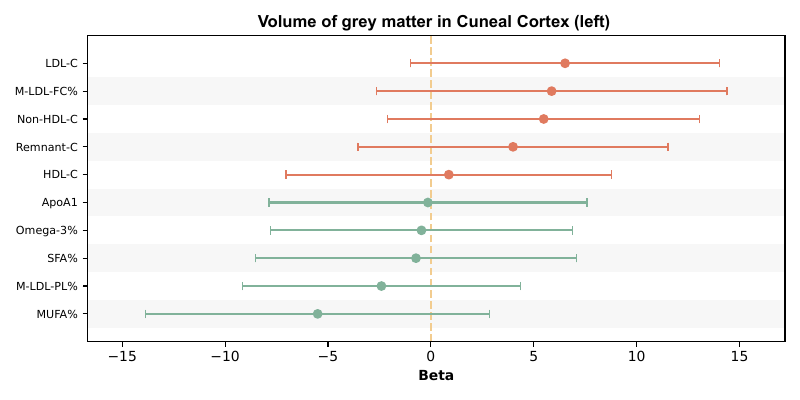 Volume of grey matter in Cuneal Cortex (left)
LDL-C
M-LDL-FC%
Non-HDL-C
Remnant-C
HDL-C
ApoA1
Omega-3%
SFA%
M-LDL-PL%
MUFA%
−15 −10 −5 0 5 10 15
Beta